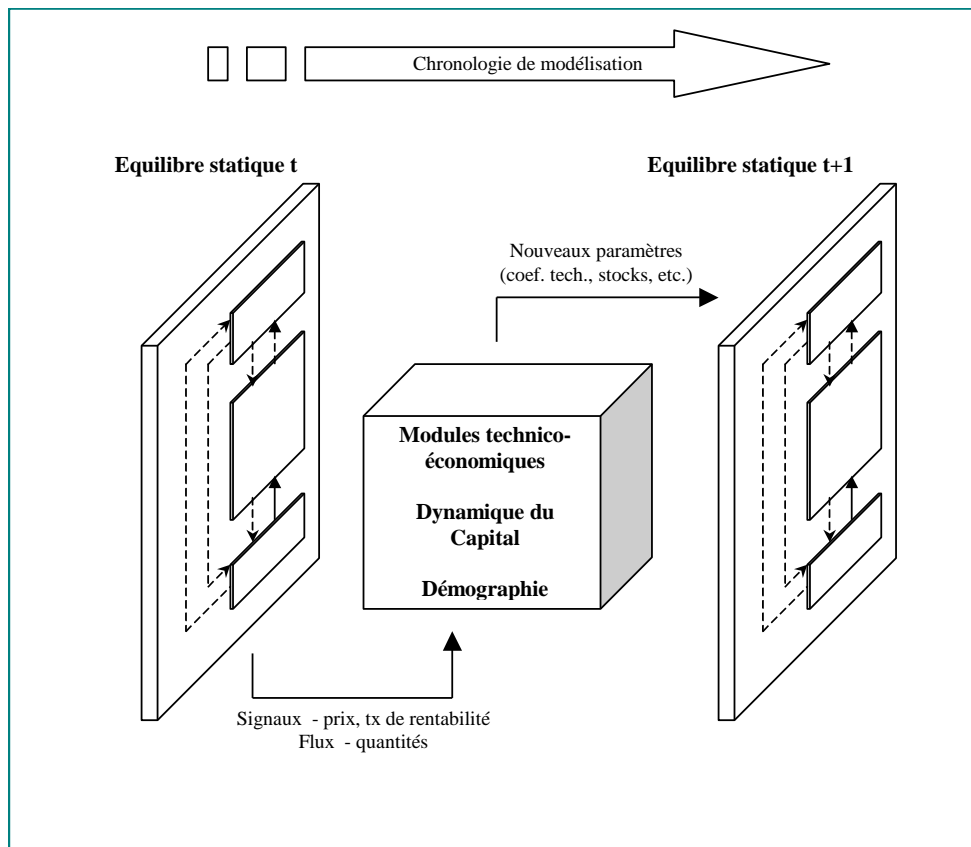 Chronologie de modélisation
Equilibre statique t
Equilibre statique t+1
Nouveaux paramètres
(coef. tech., stocks, etc.)
Modules technico-
économiques
Dynamique du
Capital
Démographie
Signaux - prix, tx de rentabilité
Flux - quantités